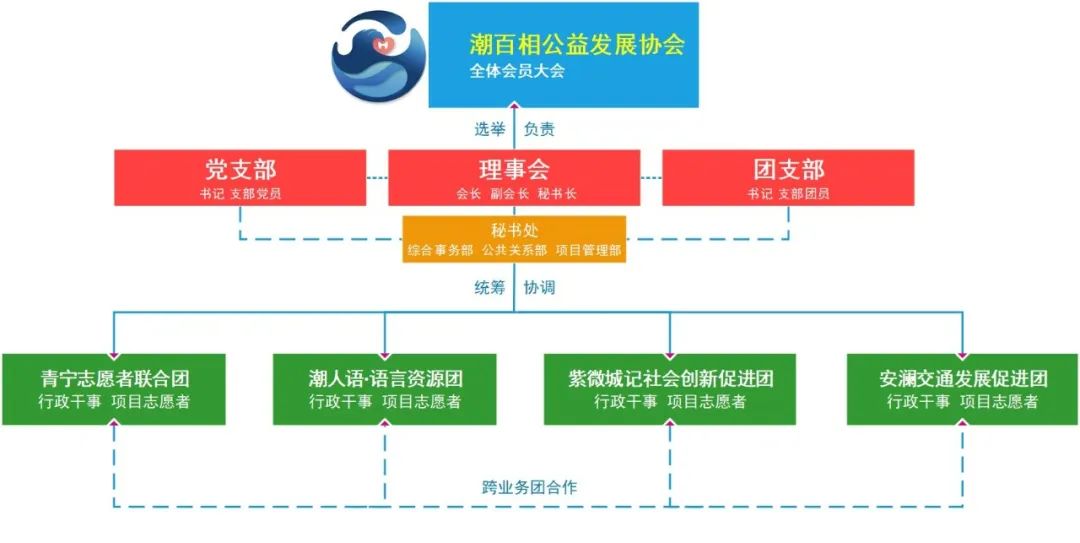 潮百相公益发展协会
全体会员大会
选举 负责
党支部
书记 支部党员
理事会
会长 副会长 秘书长
团支部
书记 支部团员
秘书处
综合事务部 公共关系部 项目管理部
统筹 协调
青宁志愿者联合团
行政干事 项目志愿者
潮人语·语言资源团
行政干事 项目志愿者
紫微城记社会创新促进团
行政干事 项目志愿者
安澜交通发展促进团
行政干事 项目志愿者
跨业务团合作